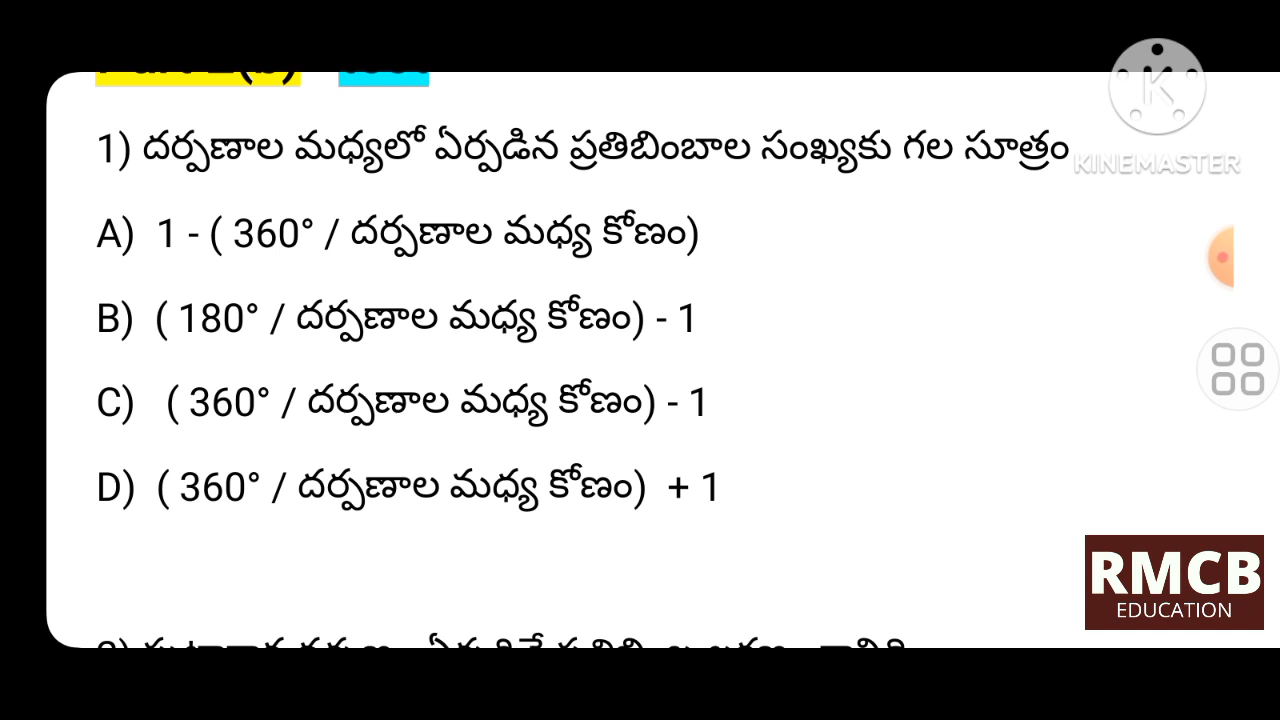 1) దర్పణాల మధ్యలో ఏర్పడిన ప్రతిబింబాల సంఖ్యకు గల సూత్రం
KINEMASTER
A) 1 - ( 360° / దర్పణాల మధ్య కోణం)
B) ( 180° / దర్పణాల మధ్య కోణం) - 1
C) ( 360° / దర్పణాల మధ్య కోణం) - 1
D) ( 360° / దర్పణాల మధ్య కోణం) + 1
RMCB
EDUCATION